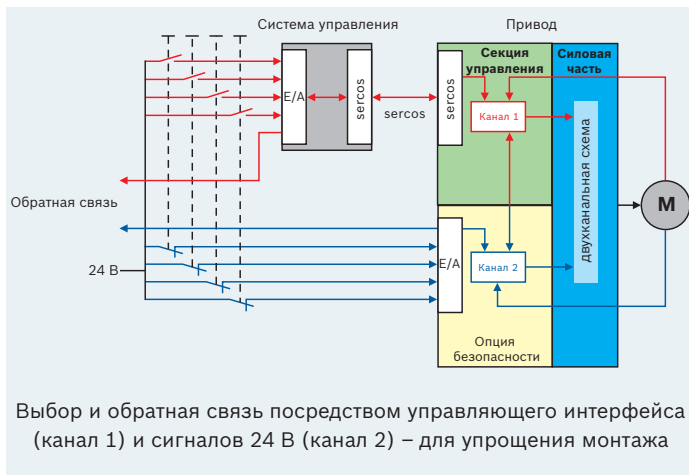 Система управления
Привод
Секция
управления
Силовая
часть
E/A
sercos
sercos
sercos
Канал 1
двухканальная схема
M
Обратная связь
24 В
E/A
Канал 2
Опция
безопасности
Выбор и обратная связь посредством управляющего интерфейса
(канал 1) и сигналов 24 В (канал 2) – для упрощения монтажа